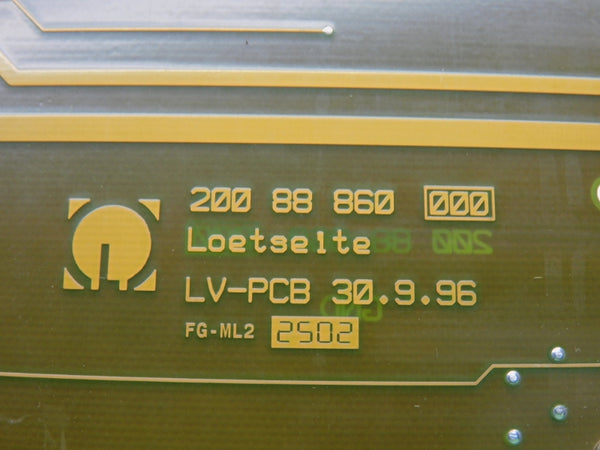 200 88 860 000
Loetseite
LV-PCB 30.9.96
FG-ML2 2502